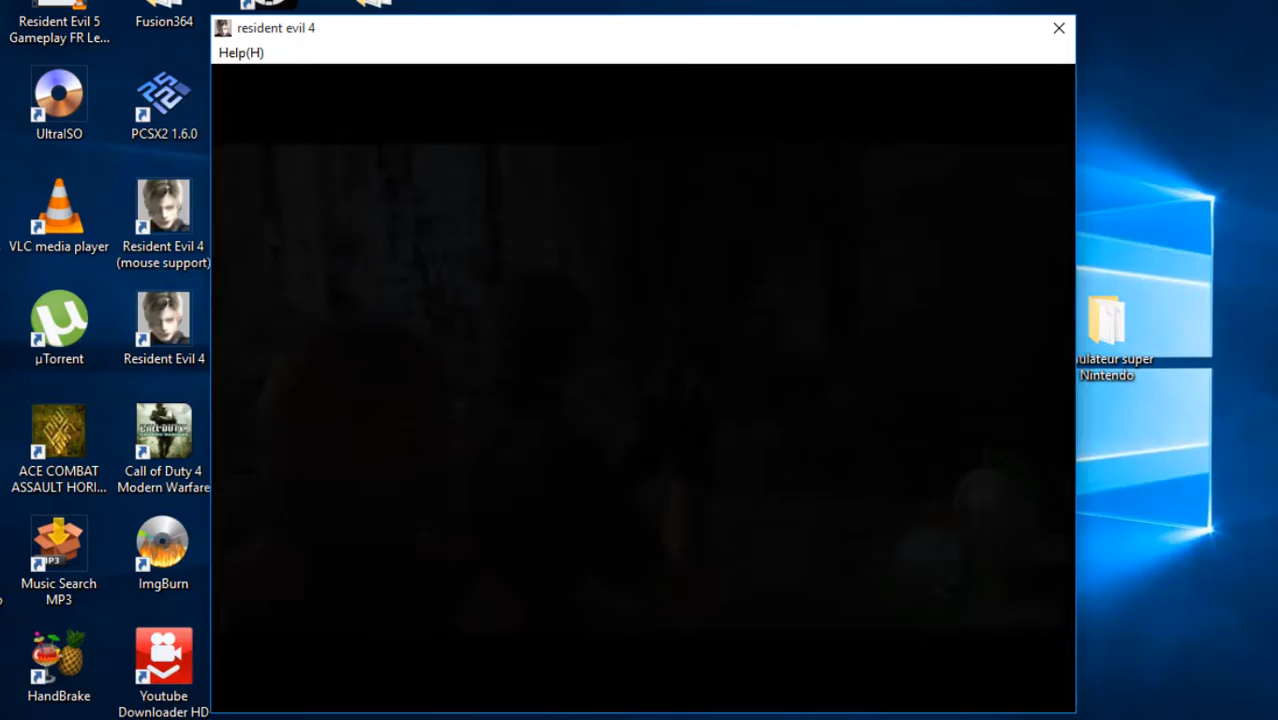 Resident Evil 5
Gameplay FR Le...
Fusion364
resident evil 4
Help(H)
UltraISO
PCSX2 1.6.0
VLC media player
Resident Evil 4
(mouse support)
µTorrent
Resident Evil 4
ulateur super
Nintendo
ACE COMBAT
ASSAULT HORI...
Call of Duty 4
Modern Warfare
MP3
Music Search
MP3
ImgBurn
HandBrake
Youtube
Downloader HD